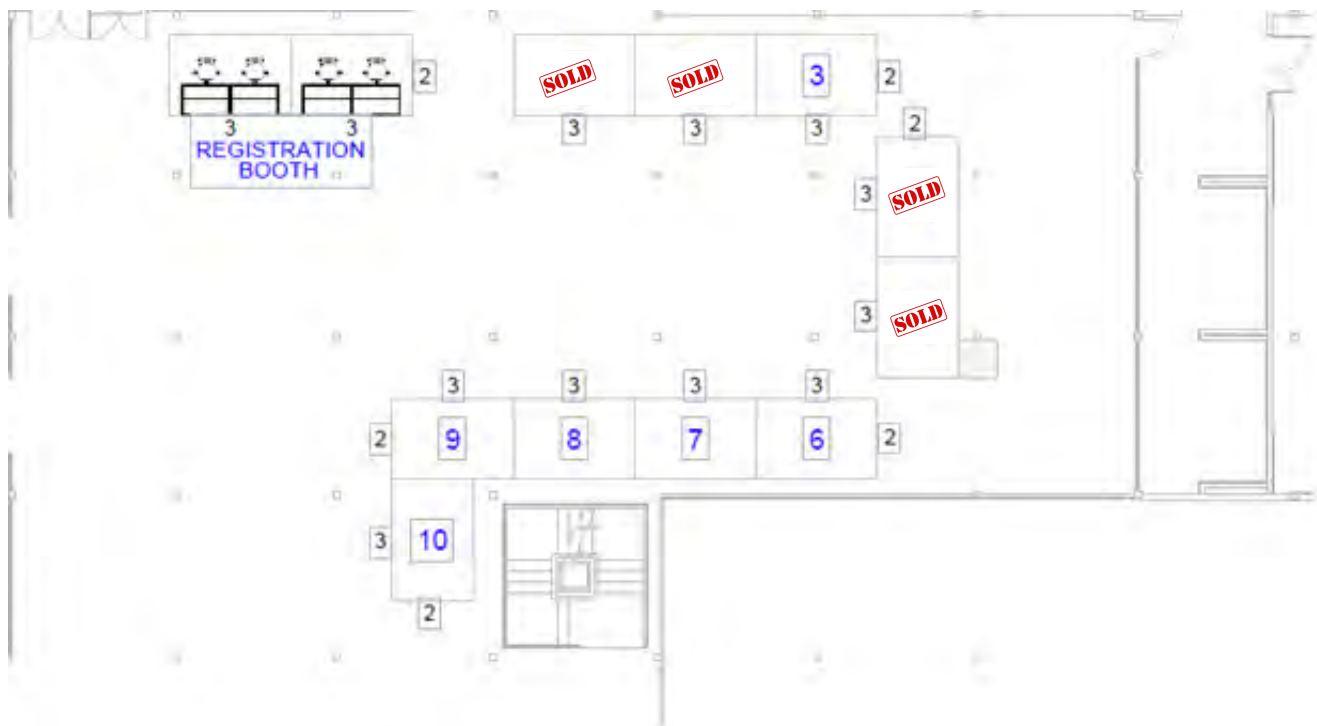 2
3 3
REGISTRATION
BOOTH
SOLD SOLD 3 2
3 3 3
2
3 SOLD
3 SOLD
3 3 3 3
2 9 8 7 6 2
3 10
2